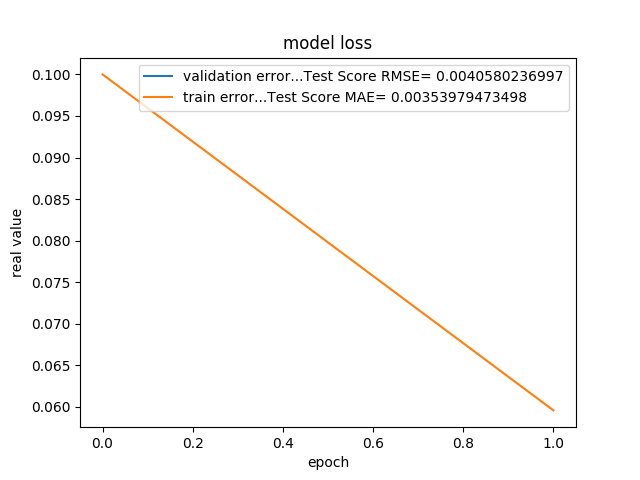 model loss
validation error...Test Score RMSE= 0.0040580236997
train error...Test Score MAE= 0.00353979473498
real value
0.100
0.095
0.090
0.085
0.080
0.075
0.070
0.065
0.060
0.0 0.2 0.4 0.6 0.8 1.0
epoch